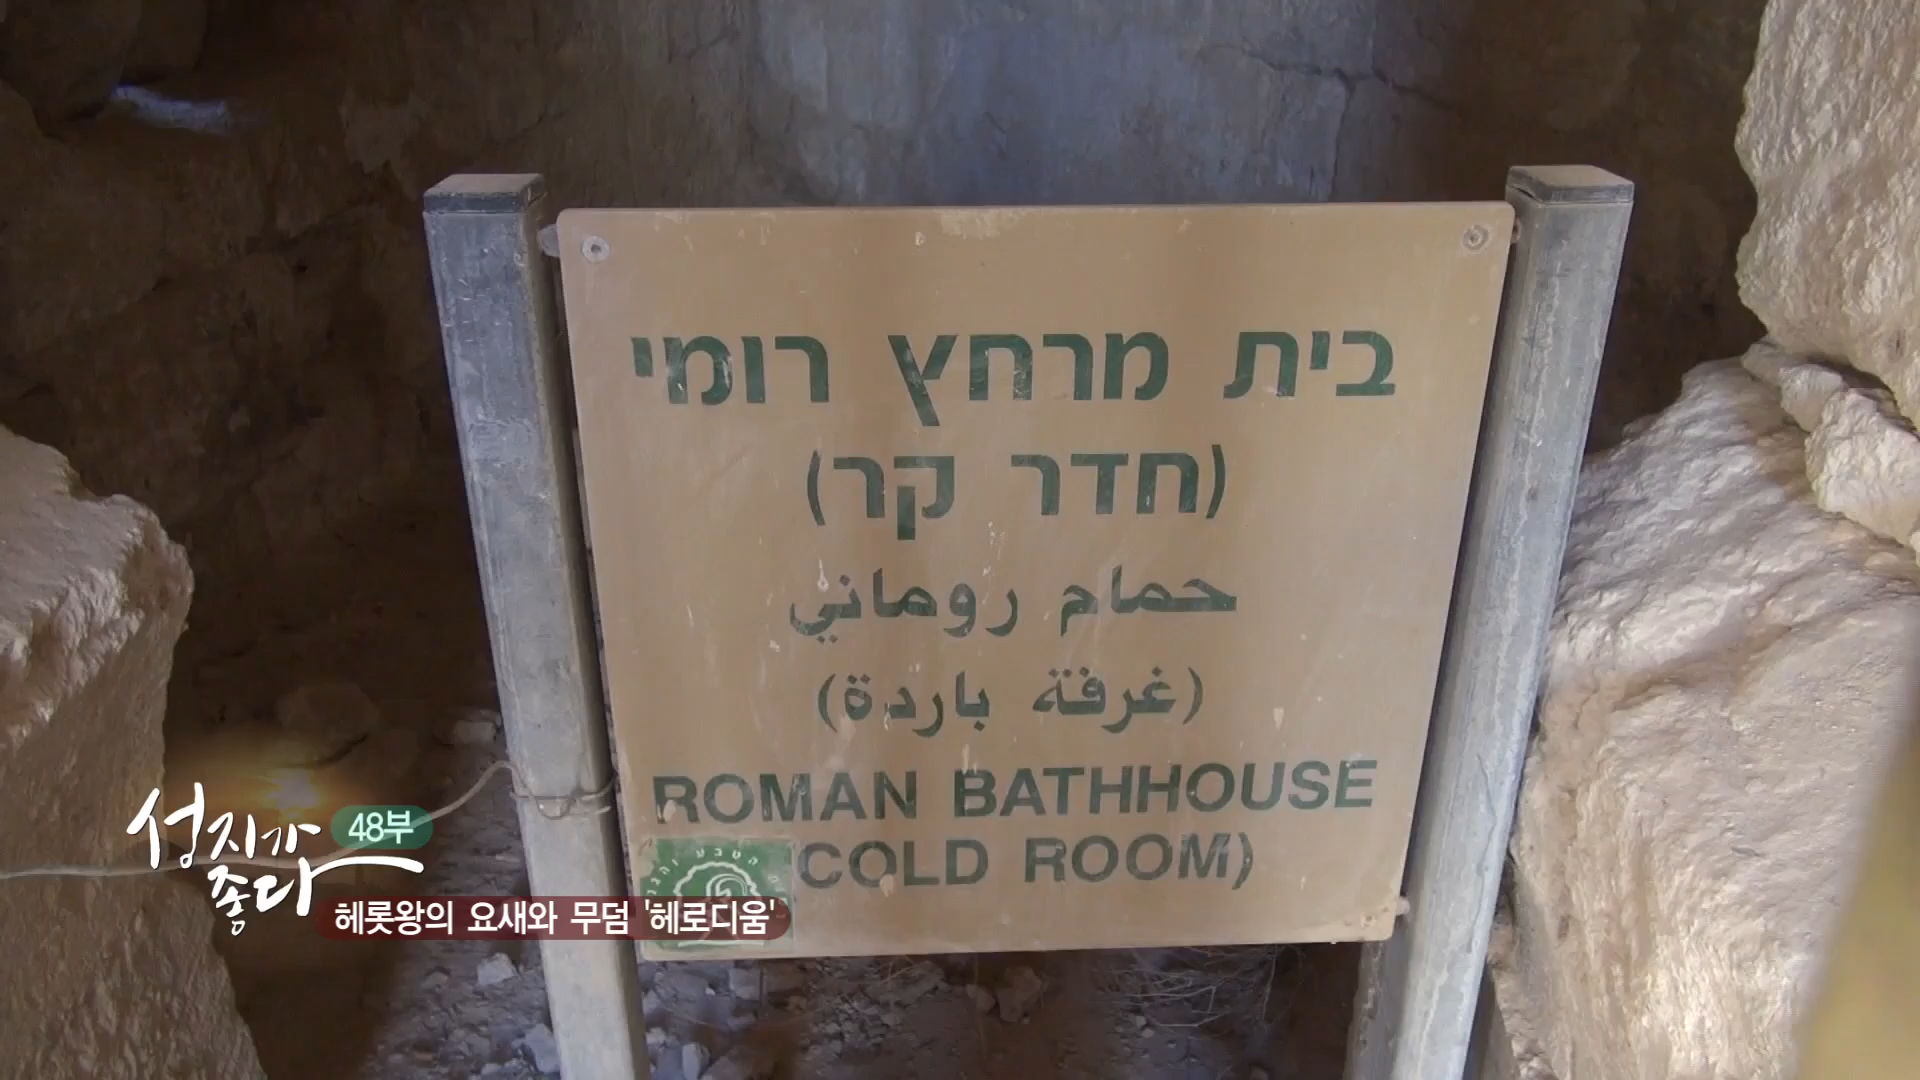 בית מרחץ רומי
(חדר קר)
حمام روماني
(غرفة باردة)
ROMAN BATHHOUSE
(COLD ROOM)
성지가 좋다
48부
헤롯왕의 요새와 무덤 '헤로디움'